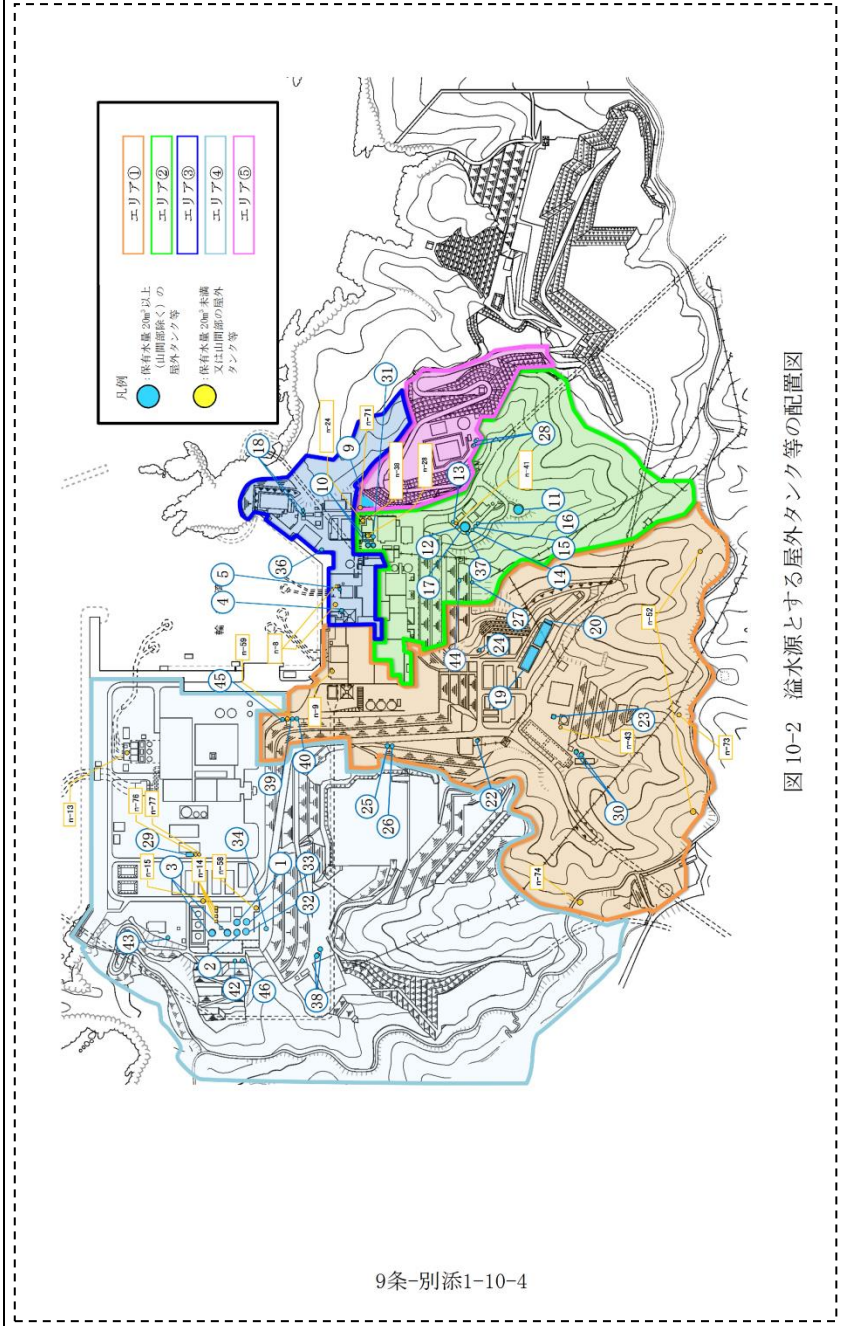 凡例
:保有水量 20m³以上
(山間部除く)の
屋外タンク等
:保有水量 20m³未満
又は山間部の屋外
タンク等
エリア①
エリア②
エリア③
エリア④
エリア⑤
n-13
n-76
n-77
㉙
n-15
③
n-14
n-58
㉞
①
㉝
㉜
㊸
②
㊷
㊻
㊳
n-59
n-8
輪
㊺
n-9
㊴
㊵
㉕
㉖
㉒
④
⑤
㊱
⑱
⑩
⑨
n-24
n-71
㉛
⑬
n-41
㉘
⑫
⑰
⑪
⑯
⑮
⑭
㊲
㉗
㊹
㉔
⑳
⑲
㉓
n-43
㉚
n-52
n-73
n-74
図 10-2 溢水源とする屋外タンク等の配置図
9条-別添1-10-4